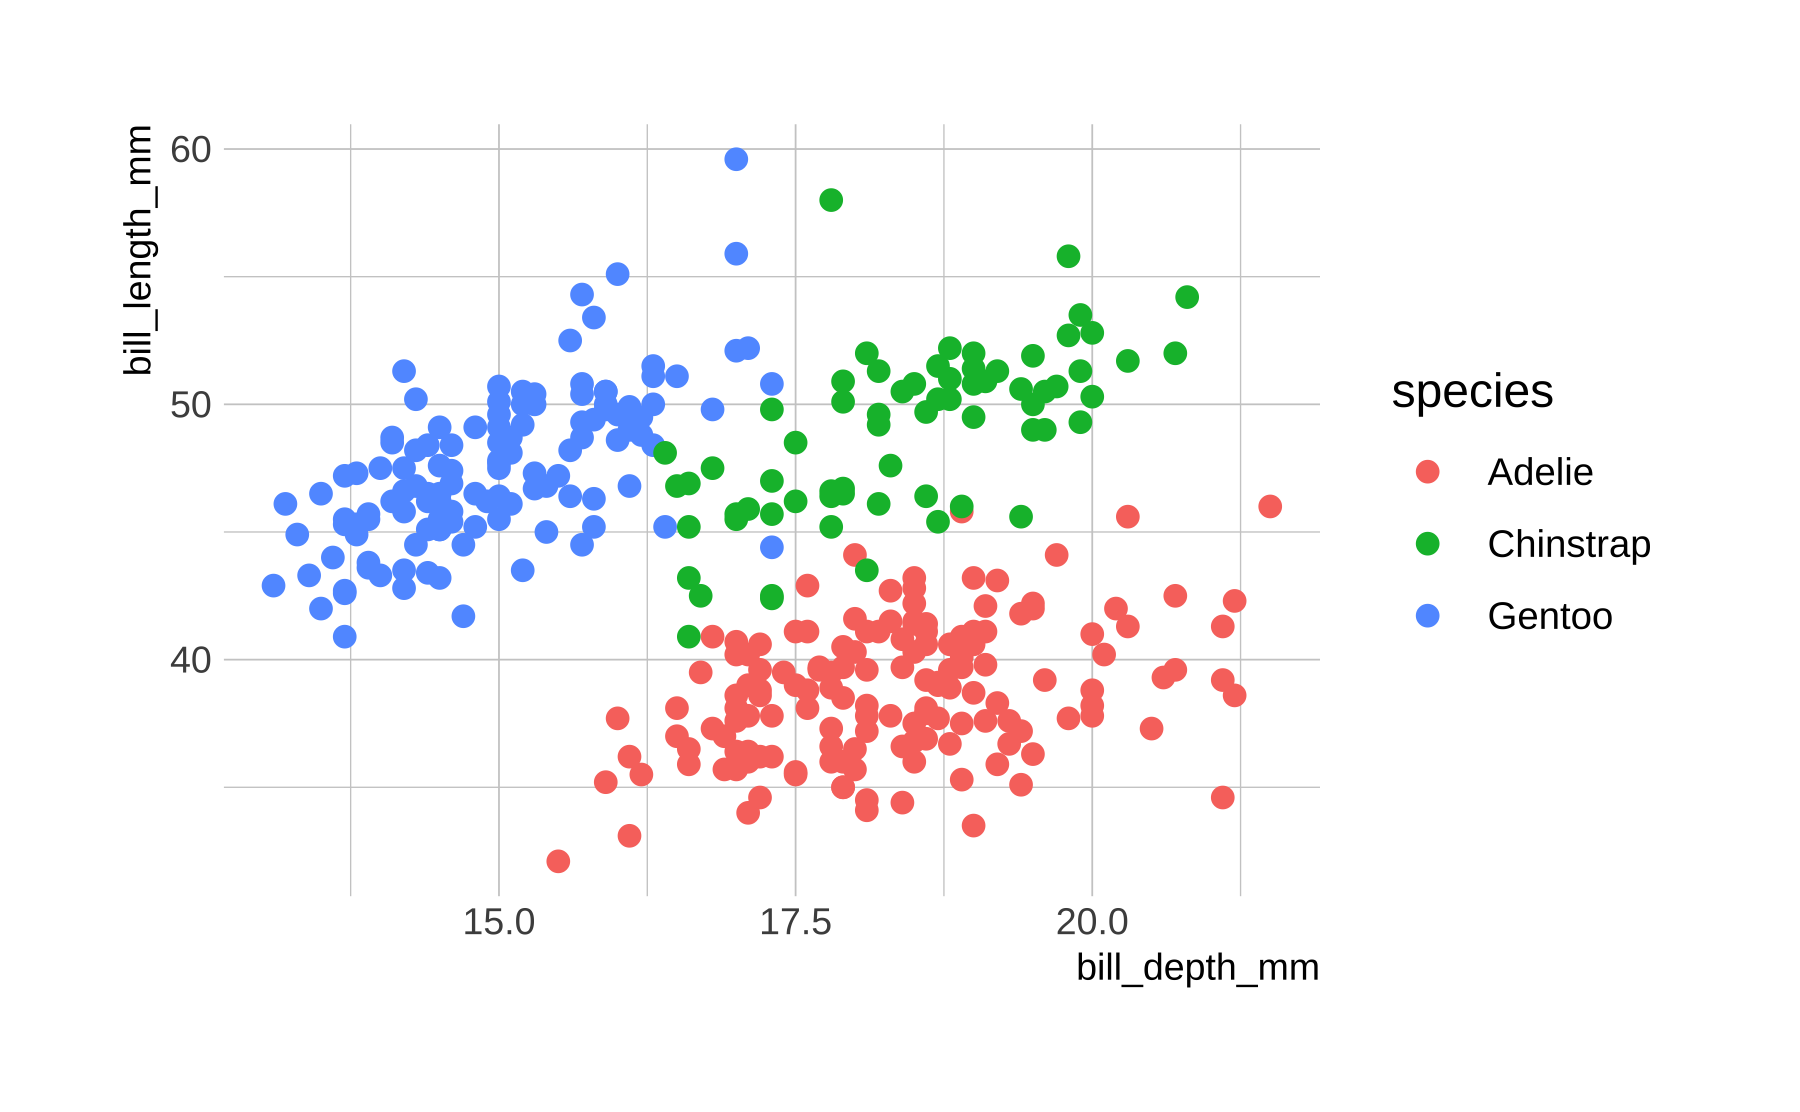 bill_length_mm
60
50
40
15.0 17.5 20.0
bill_depth_mm
species
Adelie
Chinstrap
Gentoo